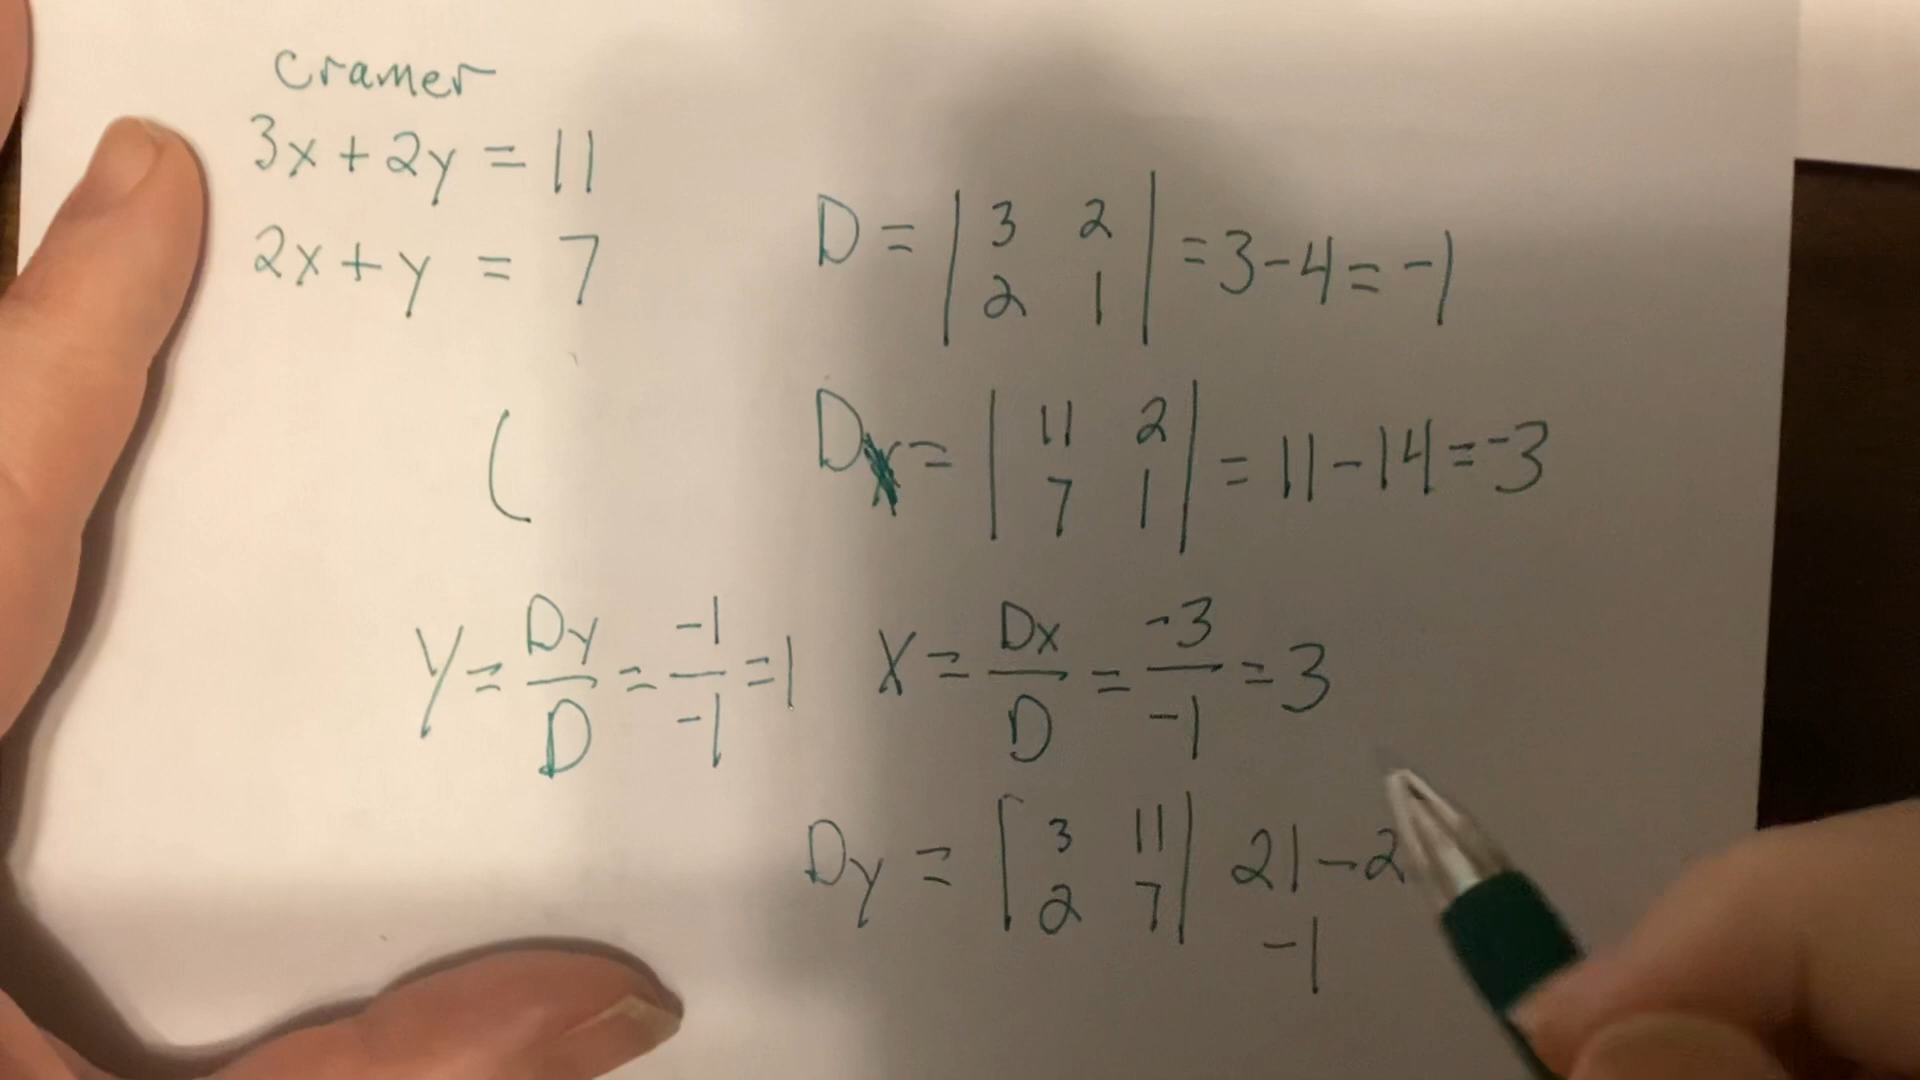 Cramer
3x + 2y = 11
2x + y = 7
D = | 3 2 | = 3 - 4 = -1
| 2 1 |
Dx = | 11 2 | = 11 - 14 = -3
| 7 1 |
(
Y = Dy/D = -1/-1 = 1
X = Dx/D = -3/-1 = 3
Dy = | 3 11 | 21 - 2
| 2 7 | -1